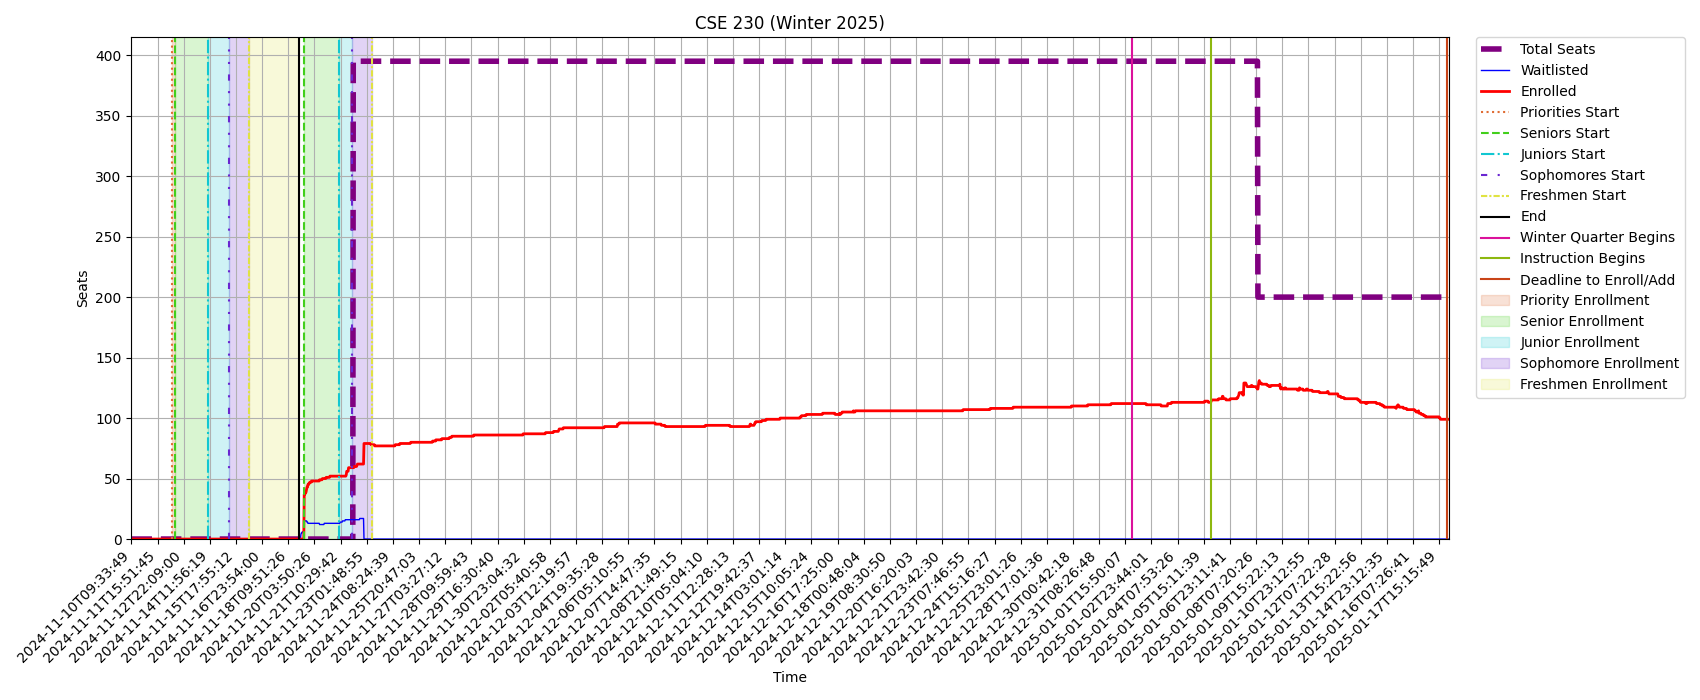 CSE 230 (Winter 2025)
400
350
300
250
200
150
100
50
0
Seats
2024-11-10T09:33:49
2024-11-11T15:51:45
2024-11-12T22:09:00
2024-11-14T11:56:19
2024-11-15T17:55:12
2024-11-16T23:54:00
2024-11-18T09:51:26
2024-11-20T03:50:26
2024-11-21T10:29:42
2024-11-23T01:48:55
2024-11-24T08:24:39
2024-11-25T20:47:03
2024-11-27T03:27:12
2024-11-28T09:59:43
2024-11-29T16:30:40
2024-11-30T23:04:32
2024-12-02T05:40:58
2024-12-03T12:19:57
2024-12-04T19:35:28
2024-12-06T05:10:55
2024-12-07T14:47:35
2024-12-08T21:49:15
2024-12-10T05:04:10
2024-12-11T12:28:13
2024-12-12T19:42:37
2024-12-14T03:01:14
2024-12-15T10:05:24
2024-12-16T17:25:00
2024-12-18T00:48:04
2024-12-19T08:30:50
2024-12-20T16:20:03
2024-12-21T23:42:30
2024-12-23T07:46:55
2024-12-24T15:16:27
2024-12-25T23:01:26
2024-12-28T17:01:36
2024-12-30T00:42:18
2024-12-31T08:26:48
2025-01-01T15:50:07
2025-01-02T23:44:01
2025-01-04T07:53:26
2025-01-05T15:11:39
2025-01-06T23:11:41
2025-01-08T07:20:26
2025-01-09T15:22:13
2025-01-10T23:12:55
2025-01-12T07:22:28
2025-01-13T15:22:56
2025-01-14T23:12:35
2025-01-16T07:26:41
2025-01-17T15:15:49
Time
Total Seats
Waitlisted
Enrolled
Priorities Start
Seniors Start
Juniors Start
Sophomores Start
Freshmen Start
End
Winter Quarter Begins
Instruction Begins
Deadline to Enroll/Add
Priority Enrollment
Senior Enrollment
Junior Enrollment
Sophomore Enrollment
Freshmen Enrollment